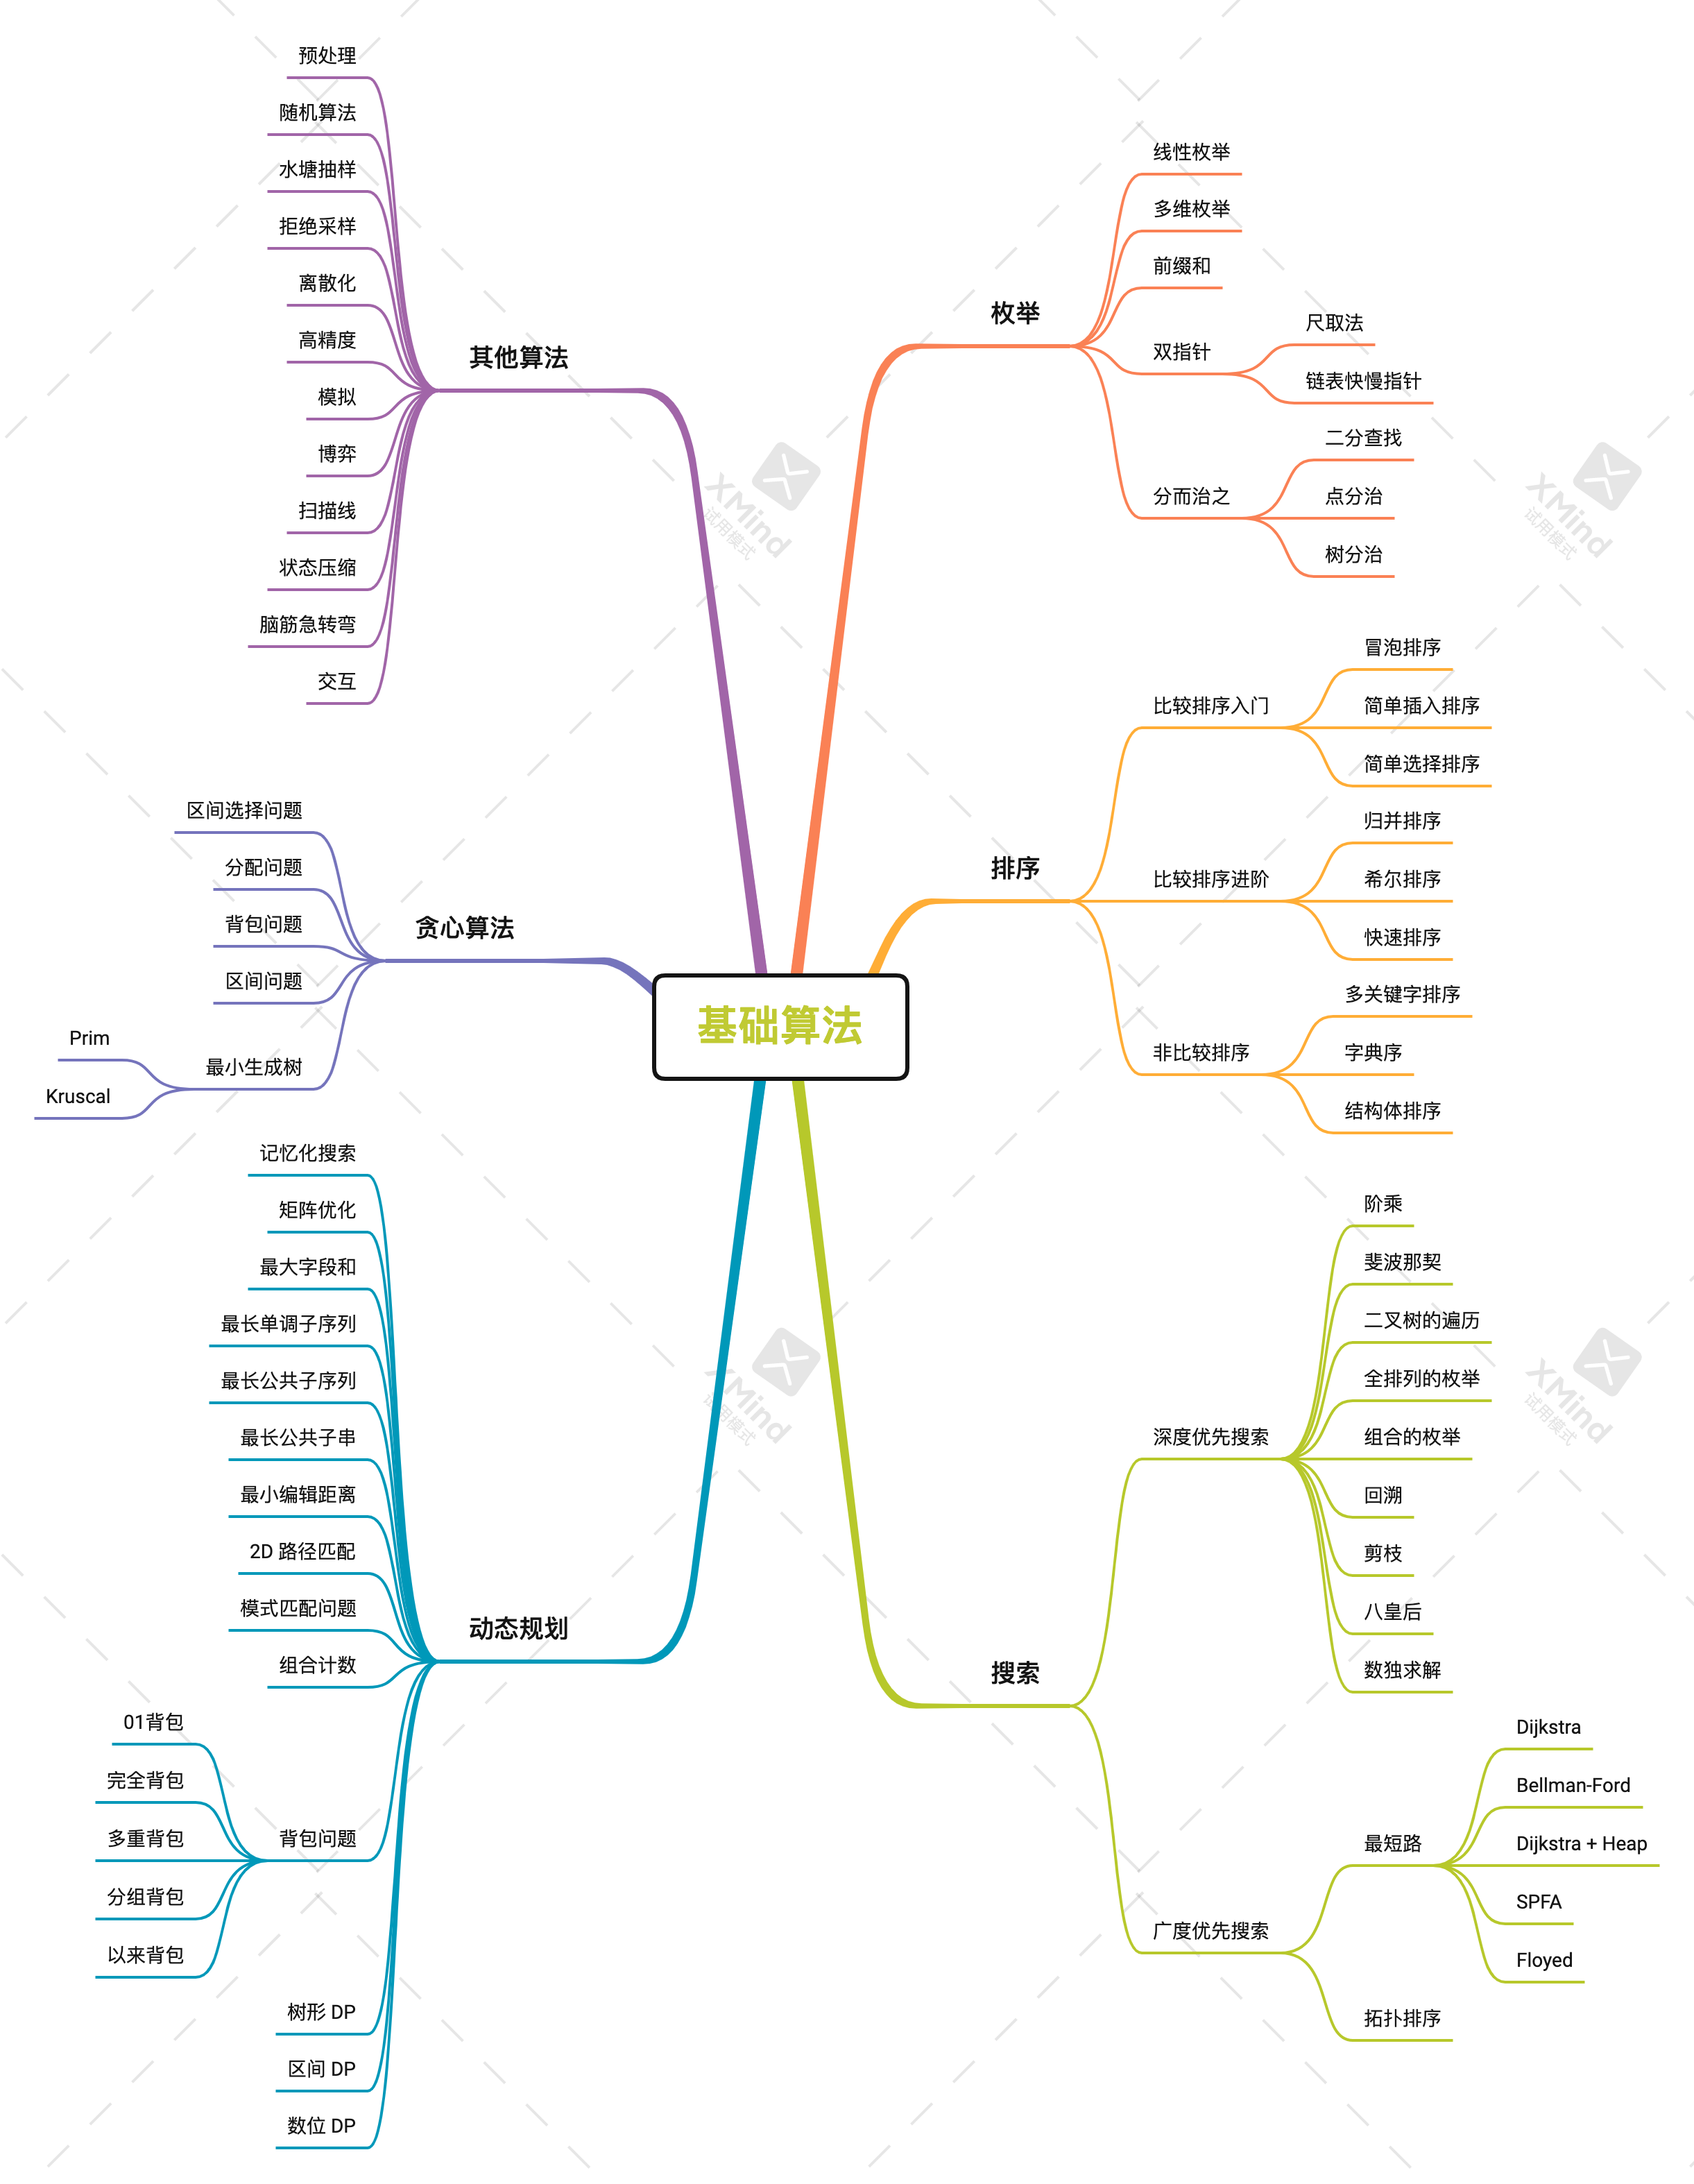 基础算法
枚举
线性枚举
多维枚举
前缀和
双指针
尺取法
链表快慢指针
分而治之
二分查找
点分治
树分治
排序
比较排序入门
冒泡排序
简单插入排序
简单选择排序
比较排序进阶
归并排序
希尔排序
快速排序
非比较排序
多关键字排序
字典序
结构体排序
搜索
深度优先搜索
阶乘
斐波那契
二叉树的遍历
全排列的枚举
组合的枚举
回溯
剪枝
八皇后
数独求解
广度优先搜索
最短路
Dijkstra
Bellman-Ford
Dijkstra + Heap
SPFA
Floyed
拓扑排序
动态规划
记忆化搜索
矩阵优化
最大字段和
最长单调子序列
最长公共子序列
最长公共子串
最小编辑距离
2D 路径匹配
模式匹配问题
组合计数
背包问题
01背包
完全背包
多重背包
分组背包
以来背包
树形 DP
区间 DP
数位 DP
贪心算法
区间选择问题
分配问题
背包问题
区间问题
最小生成树
Prim
Kruscal
其他算法
预处理
随机算法
水塘抽样
拒绝采样
离散化
高精度
模拟
博弈
扫描线
状态压缩
脑筋急转弯
交互
XMind
试用模式
XMind
试用模式
XMind
试用模式
XMind
试用模式